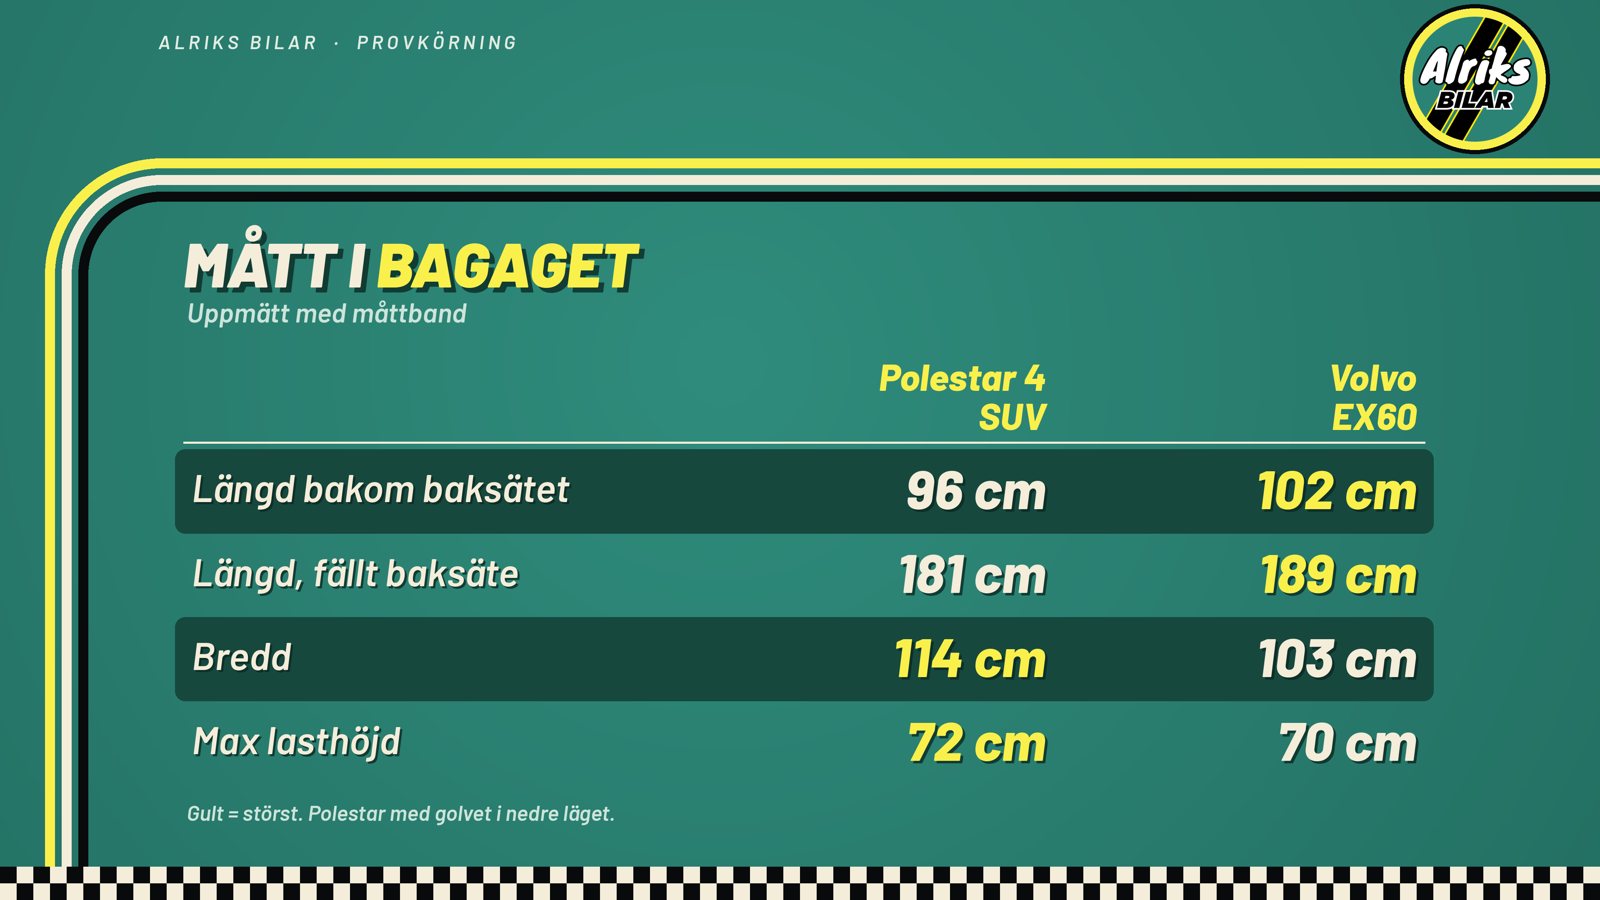 ALRIKS BILAR · PROVKÖRNING
Alriks
BILAR
MÅTT I BAGAGET
Uppmätt med måttband
Polestar 4 SUV
Volvo EX60
Längd bakom baksätet 96 cm 102 cm
Längd, fällt baksäte 181 cm 189 cm
Bredd 114 cm 103 cm
Max lasthöjd 72 cm 70 cm
Gult = störst. Polestar med golvet i nedre läget.